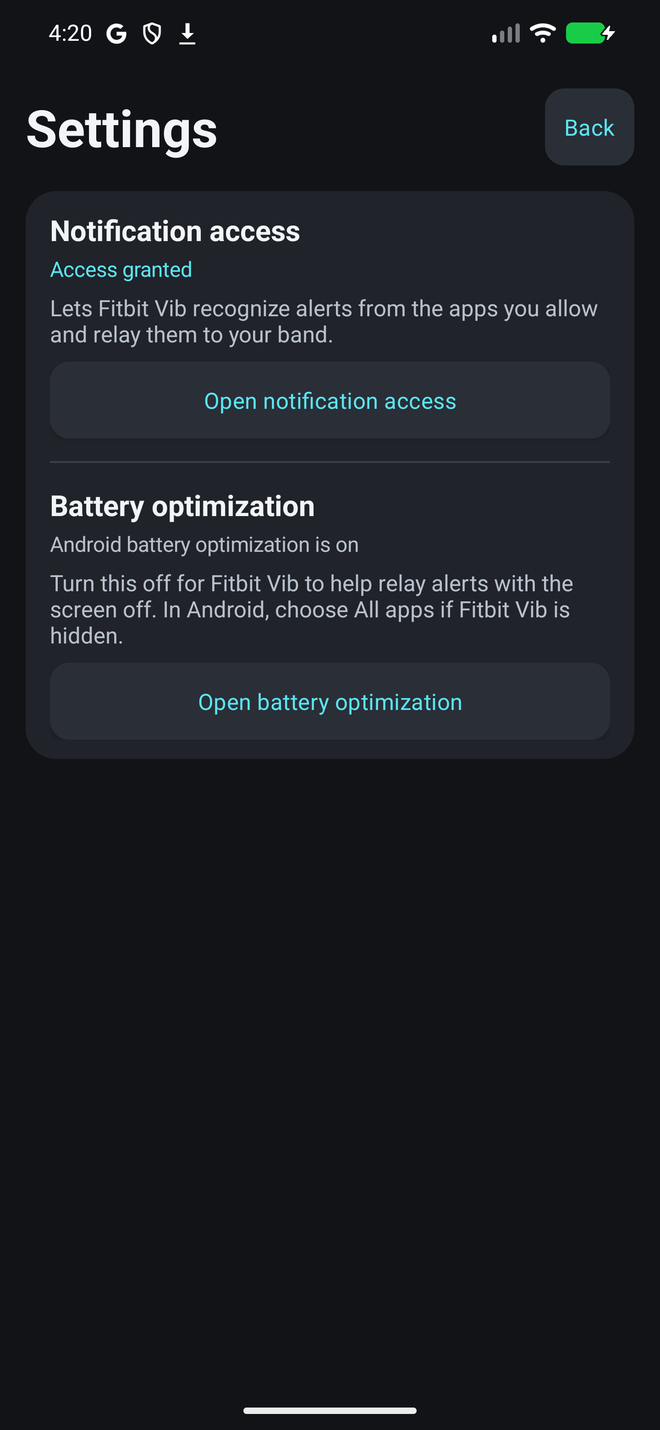 4:20
Settings
Back
Notification access
Access granted
Lets Fitbit Vib recognize alerts from the apps you allow
and relay them to your band.
Open notification access
Battery optimization
Android battery optimization is on
Turn this off for Fitbit Vib to help relay alerts with the
screen off. In Android, choose All apps if Fitbit Vib is
hidden.
Open battery optimization